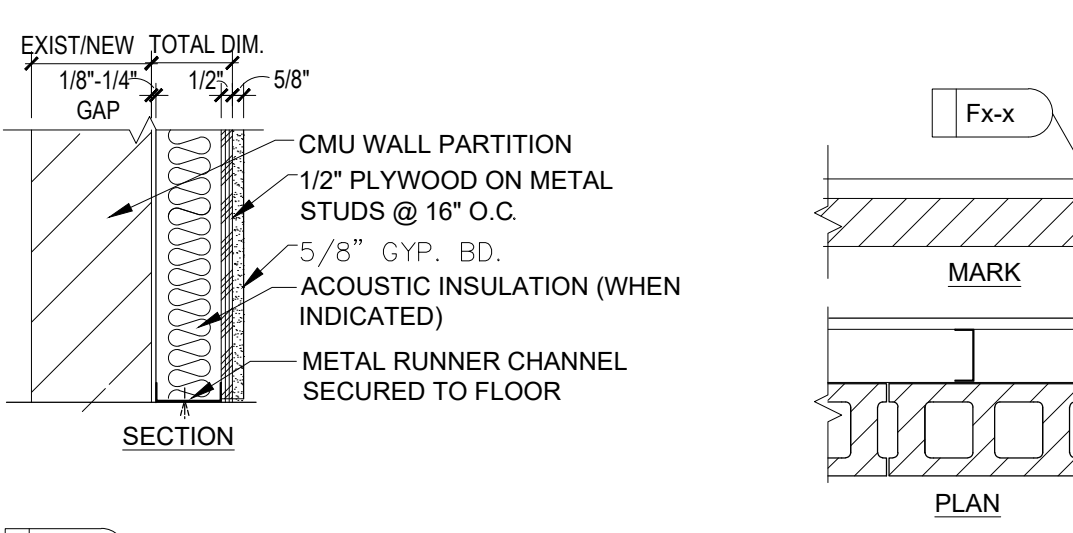 EXIST/NEW TOTAL DIM.
1/8"-1/4" 1/2" 5/8"
GAP
CMU WALL PARTITION
1/2" PLYWOOD ON METAL
STUDS @ 16" O.C.
5/8” GYP. BD.
ACOUSTIC INSULATION (WHEN
INDICATED)
METAL RUNNER CHANNEL
SECURED TO FLOOR
SECTION
Fx-x
MARK
PLAN